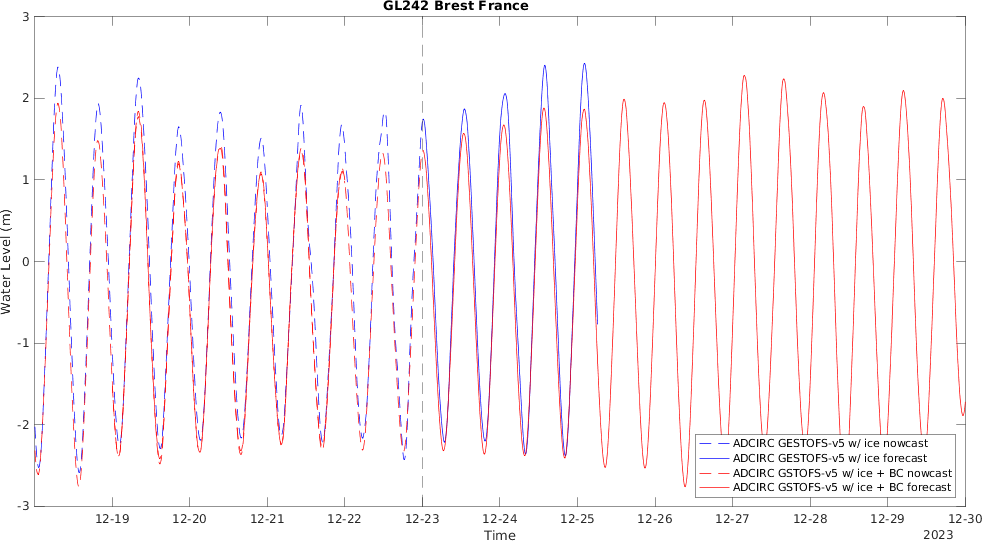 GL242 Brest France
3
2
1
0
-1
-2
-3
Water Level (m)
12-19
12-20
12-21
12-22
12-23
12-24
12-25
12-26
12-27
12-28
12-29
12-30
Time
2023
ADCIRC GESTOFS-v5 w/ ice nowcast
ADCIRC GESTOFS-v5 w/ ice forecast
ADCIRC GSTOFS-v5 w/ ice + BC nowcast
ADCIRC GSTOFS-v5 w/ ice + BC forecast